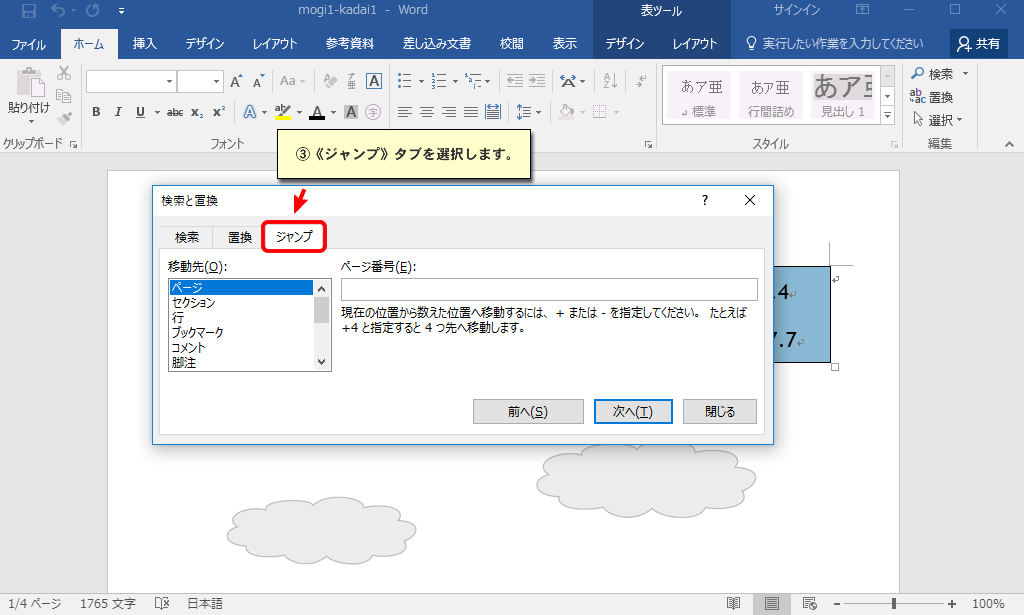 mogi1-kadai1 - Word
表ツール
サインイン
ファイル ホーム 挿入 デザイン レイアウト 参考資料 差し込み文書 校閲 表示 デザイン レイアウト 実行したい作業を入力してください 共有
貼り付け
クリップボード
A A Aa A
B I U abc x₂ x² A ab A A 字
フォント
あア亜 標準
あア亜 行間詰め
あア亜 見出し 1
スタイル
検索
置換
選択
編集
③《ジャンプ》タブを選択します。
検索と置換
検索 置換 ジャンプ
移動先(O):
ページ
セクション
行
ブックマーク
コメント
脚注
ページ番号(E):
現在の位置から数えた位置へ移動するには、+ または - を指定してください。 たとえば
+4 と指定すると 4 つ先へ移動します。
前へ(S) 次へ(T) 閉じる
.4
7.7
1/4 ページ 1765 文字 日本語 100%